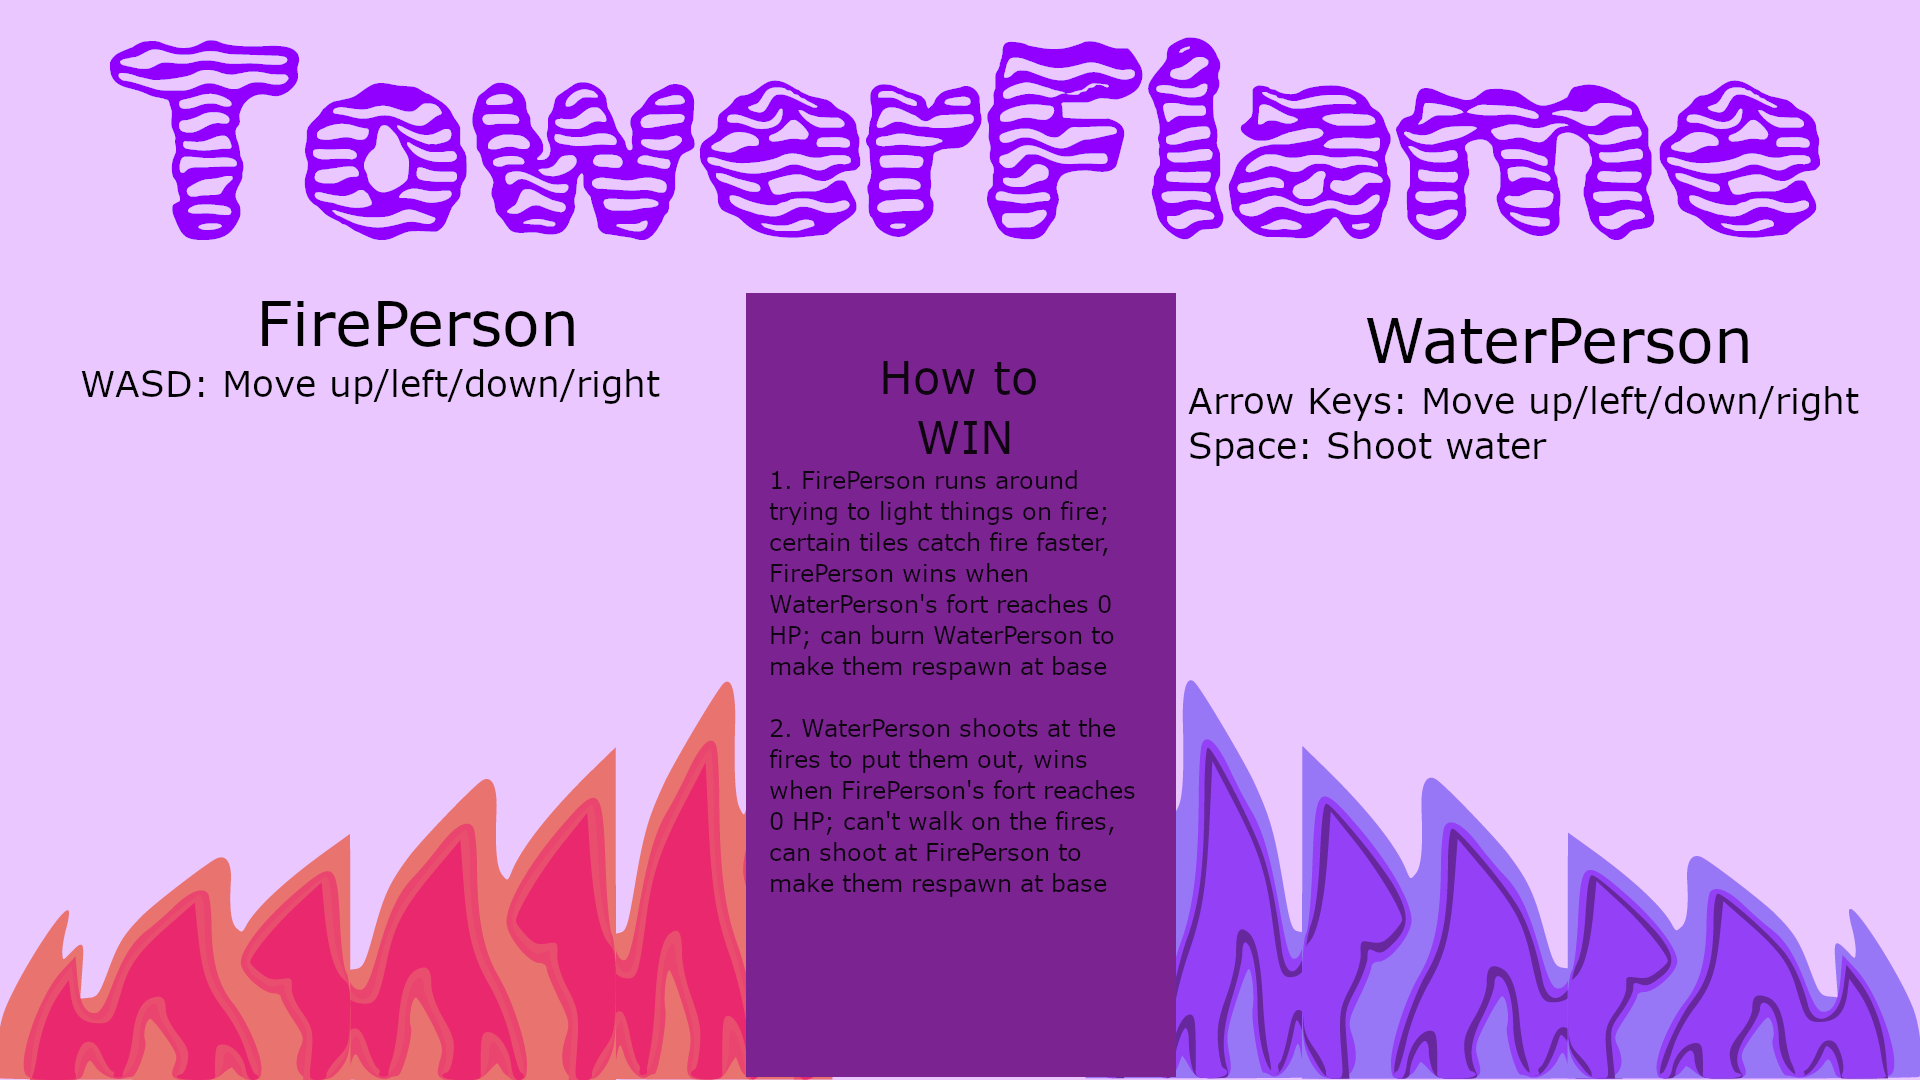 TowerFlame
FirePerson
WASD: Move up/left/down/right
How to
WIN
1. FirePerson runs around
trying to light things on fire;
certain tiles catch fire faster,
FirePerson wins when
WaterPerson's fort reaches 0
HP; can burn WaterPerson to
make them respawn at base
2. WaterPerson shoots at the
fires to put them out, wins
when FirePerson's fort reaches
0 HP; can't walk on the fires,
can shoot at FirePerson to
make them respawn at base
WaterPerson
Arrow Keys: Move up/left/down/right
Space: Shoot water